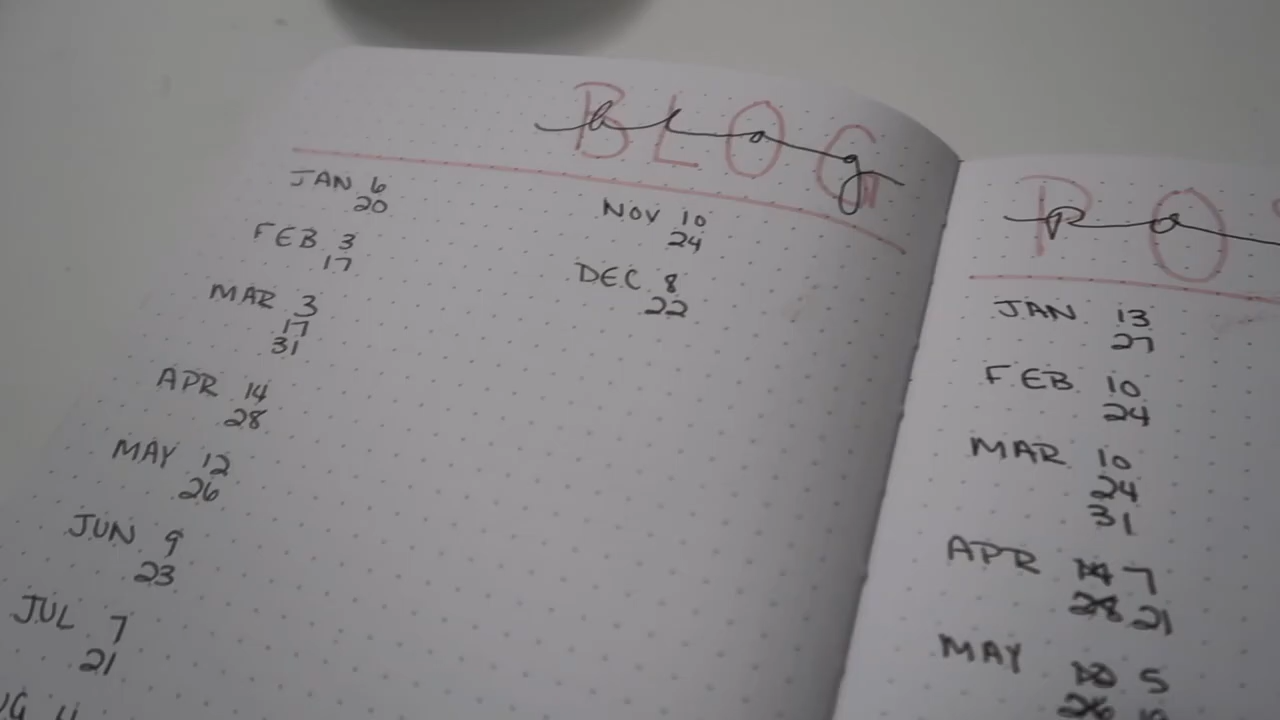 BLOG
blog
JAN 6
20
FEB 3
17
MAR 3
17
31
APR 14
28
MAY 12
26
JUN 9
23
JUL 7
21
NOV 10
24
DEC 8
22
PO
po
JAN 13
27
FEB 10
24
MAR 10
24
31
APR 14 7
28 21
MAY 5